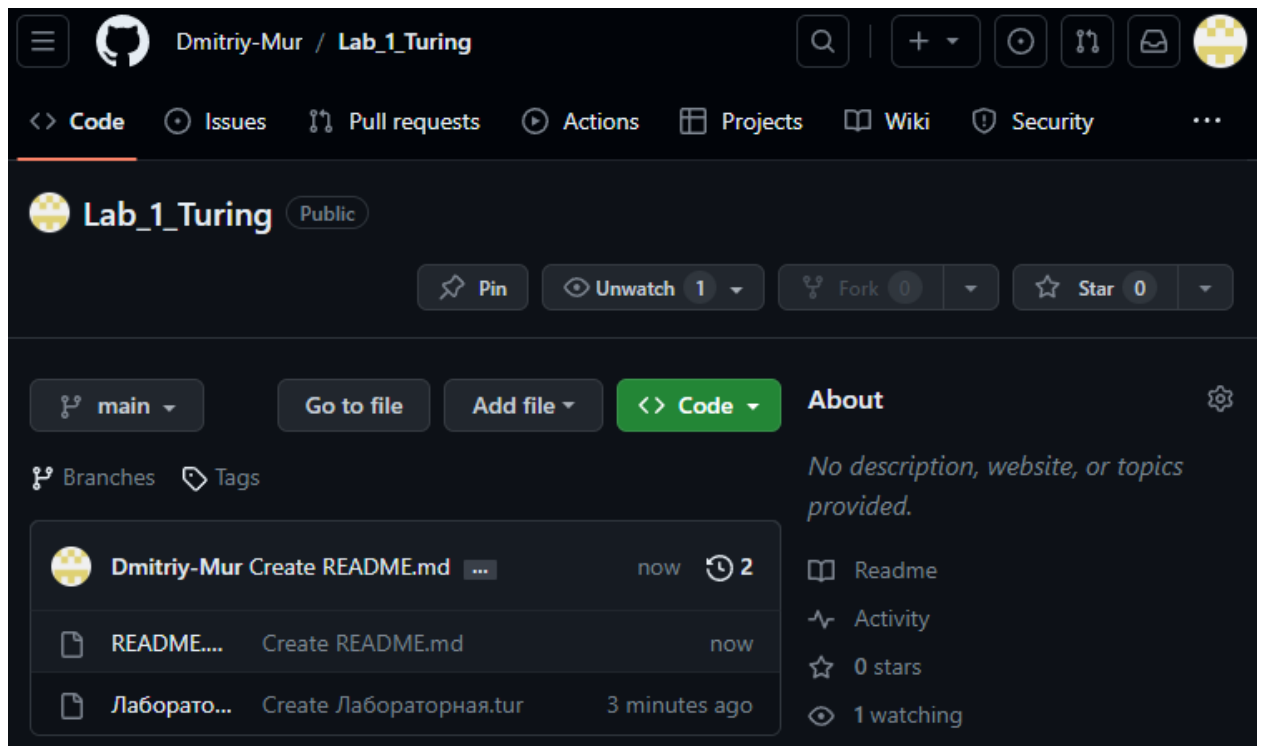 Dmitriy-Mur / Lab_1_Turing
Code Issues Pull requests Actions Projects Wiki Security ...
Lab_1_Turing Public
Pin Unwatch 1 Fork 0 Star 0
main Go to file Add file Code
Branches Tags
Dmitriy-Mur Create README.md ... now 2
README.... Create README.md now
Лаборато... Create Лабораторная.tur 3 minutes ago
About
No description, website, or topics
provided.
Readme
Activity
0 stars
1 watching